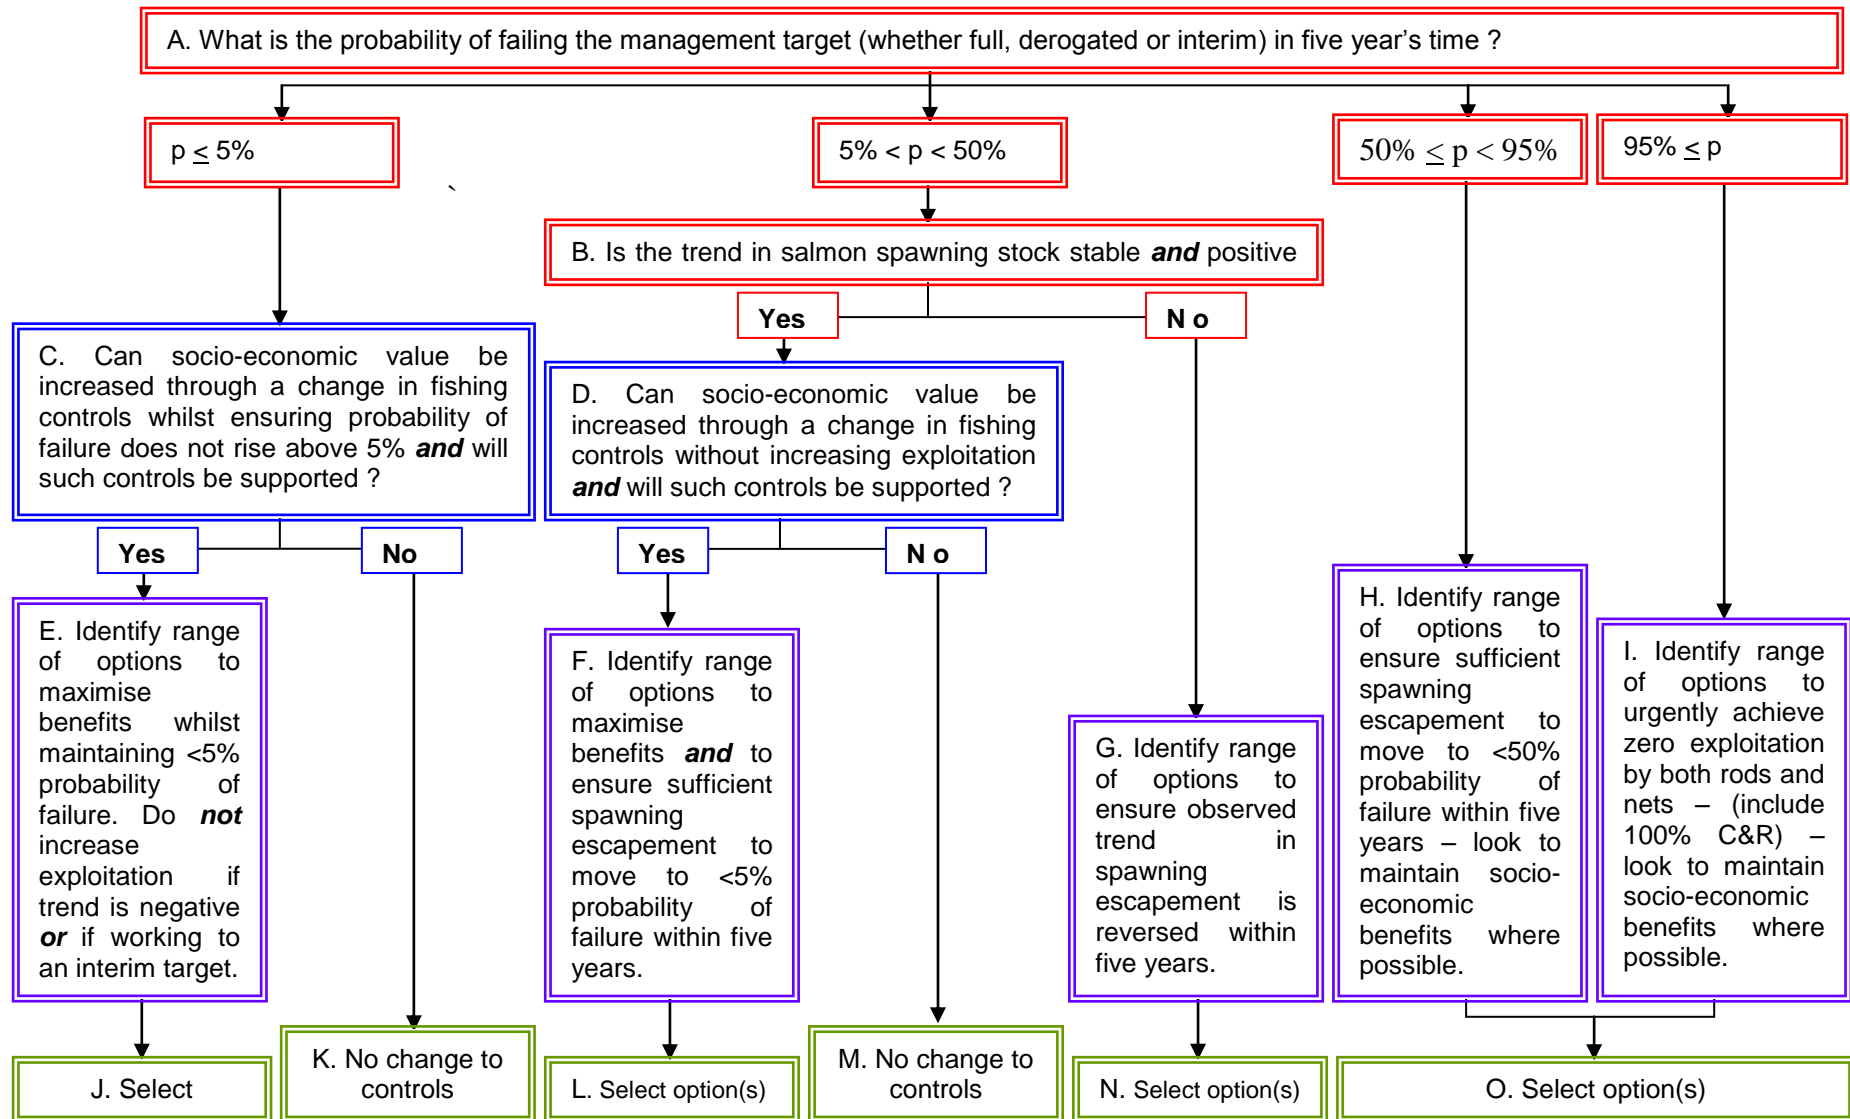 A. What is the probability of failing the management target (whether full, derogated or interim) in five year's time ?
p ≤ 5%
5% < p < 50%
50% ≤ p < 95%
95% ≤ p
`
B. Is the trend in salmon spawning stock stable and positive
Yes
N o
C. Can socio-economic value be
increased through a change in fishing
controls whilst ensuring probability of
failure does not rise above 5% and will
such controls be supported ?
D. Can socio-economic value be
increased through a change in fishing
controls without increasing exploitation
and will such controls be supported ?
Yes
No
Yes
N o
E. Identify range
of options to
maximise
benefits whilst
maintaining <5%
probability of
failure. Do not
increase
exploitation if
trend is negative
or if working to
an interim target.
F. Identify range
of options to
maximise
benefits and to
ensure sufficient
spawning
escapement to
move to <5%
probability of
failure within five
years.
G. Identify range
of options to
ensure observed
trend in
spawning
escapement is
reversed within
five years.
H. Identify range
of options to
ensure sufficient
spawning
escapement to
move to <50%
probability of
failure within five
years – look to
maintain socio-
economic
benefits where
possible.
I. Identify range
of options to
urgently achieve
zero exploitation
by both rods and
nets – (include
100% C&R) –
look to maintain
socio-economic
benefits where
possible.
J. Select
K. No change to
controls
L. Select option(s)
M. No change to
controls
N. Select option(s)
O. Select option(s)